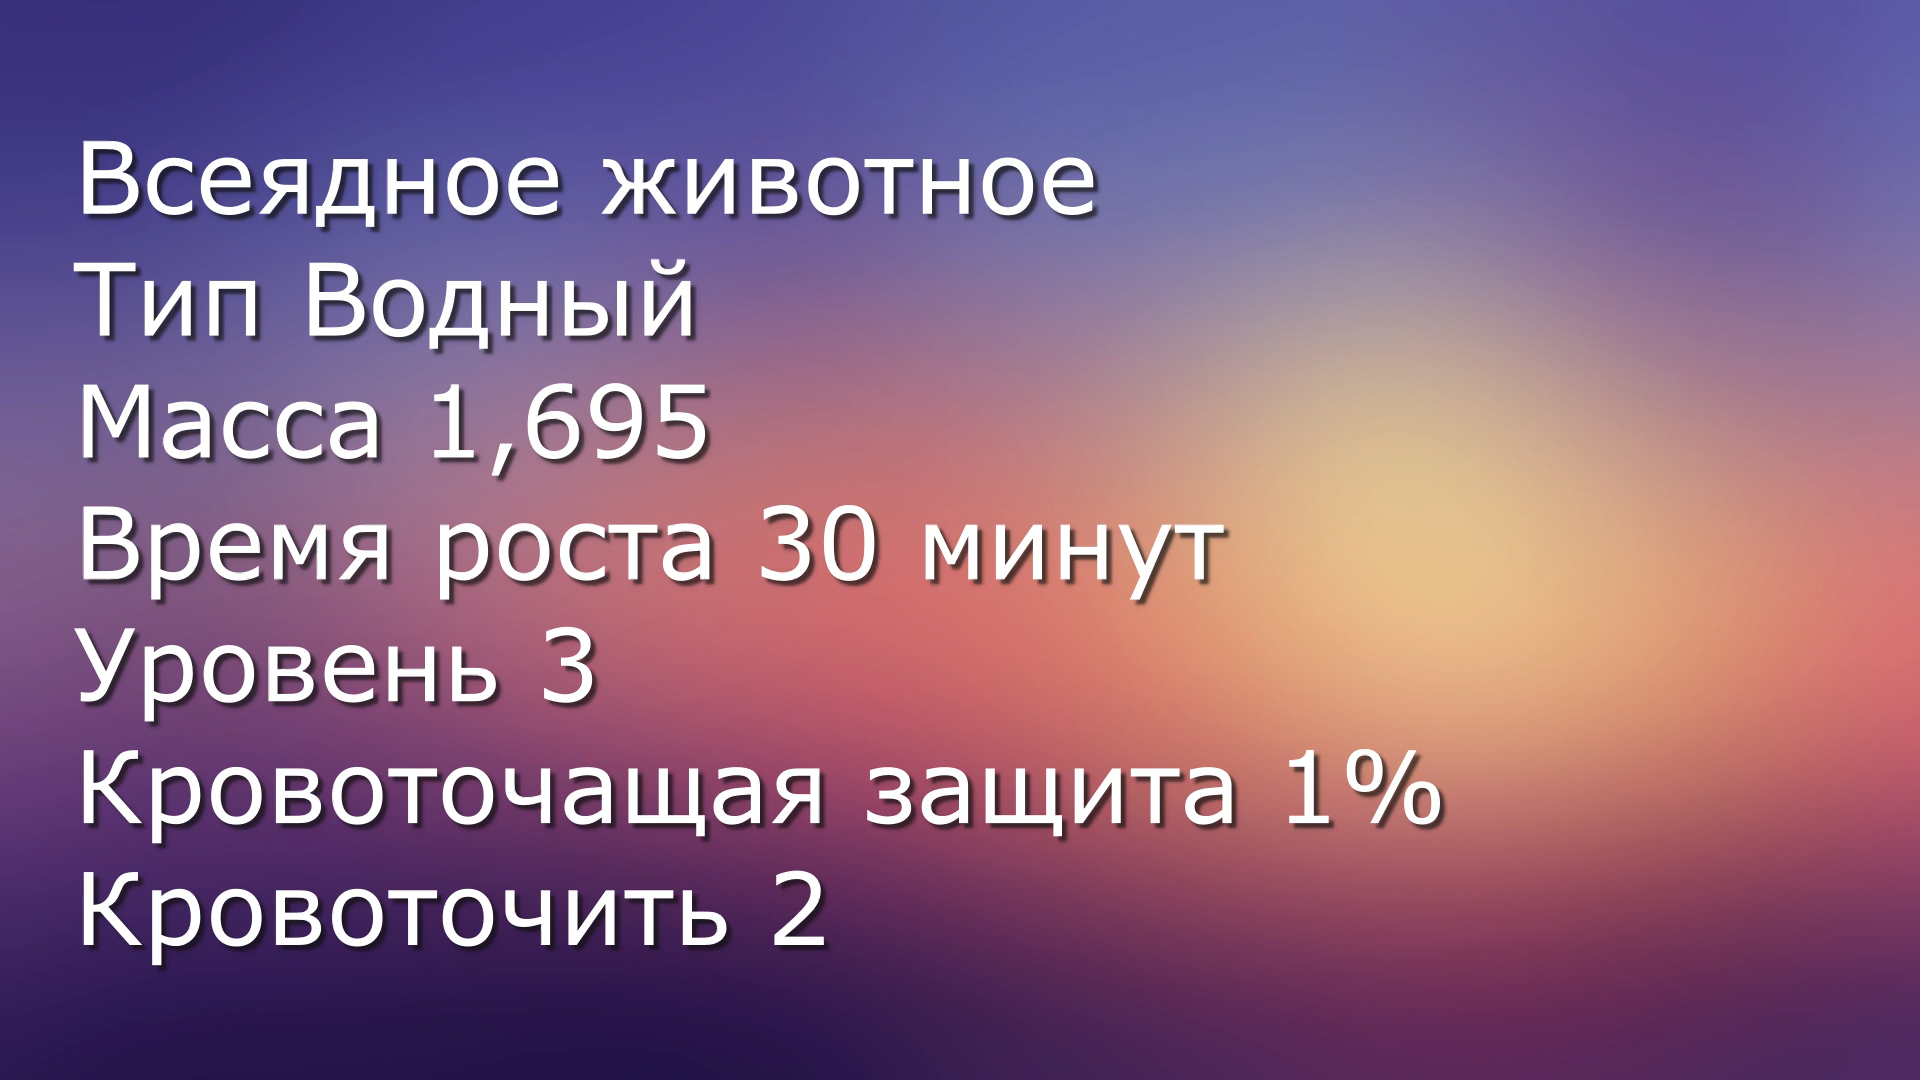 Всеядное животное
Тип Водный
Масса 1,695
Время роста 30 минут
Уровень 3
Кровоточащая защита 1%
Кровоточить 2